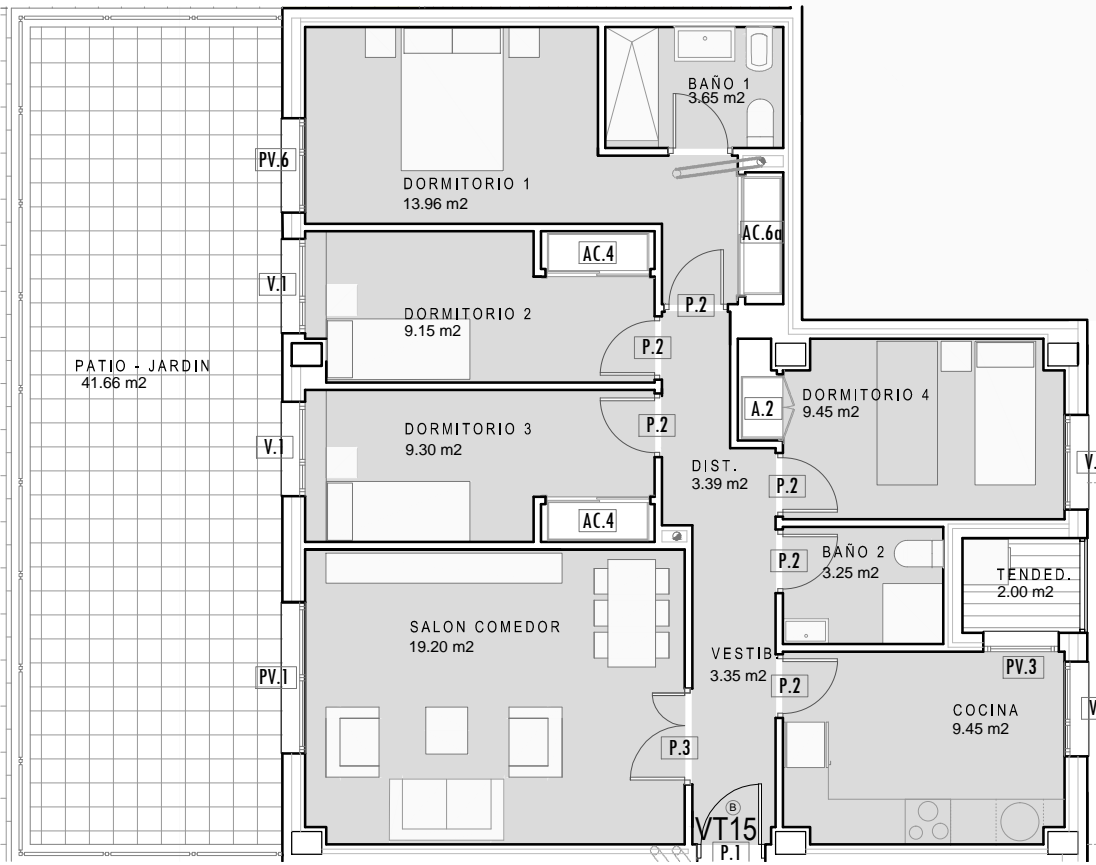 BAÑO 1
3.65 m2
PV.6
DORMITORIO 1
13.96 m2
AC.6a
AC.4
V.1
DORMITORIO 2
9.15 m2
P.2
P.2
PATIO - JARDIN
41.66 m2
A.2
DORMITORIO 4
9.45 m2
V.1
DORMITORIO 3
9.30 m2
P.2
DIST.
3.39 m2
P.2
V.
AC.4
BAÑO 2
3.25 m2
P.2
TENDED.
2.00 m2
SALON COMEDOR
19.20 m2
VESTIB.
3.35 m2
P.2
PV.3
PV.1
COCINA
9.45 m2
V
P.3
B
VT15
P.1